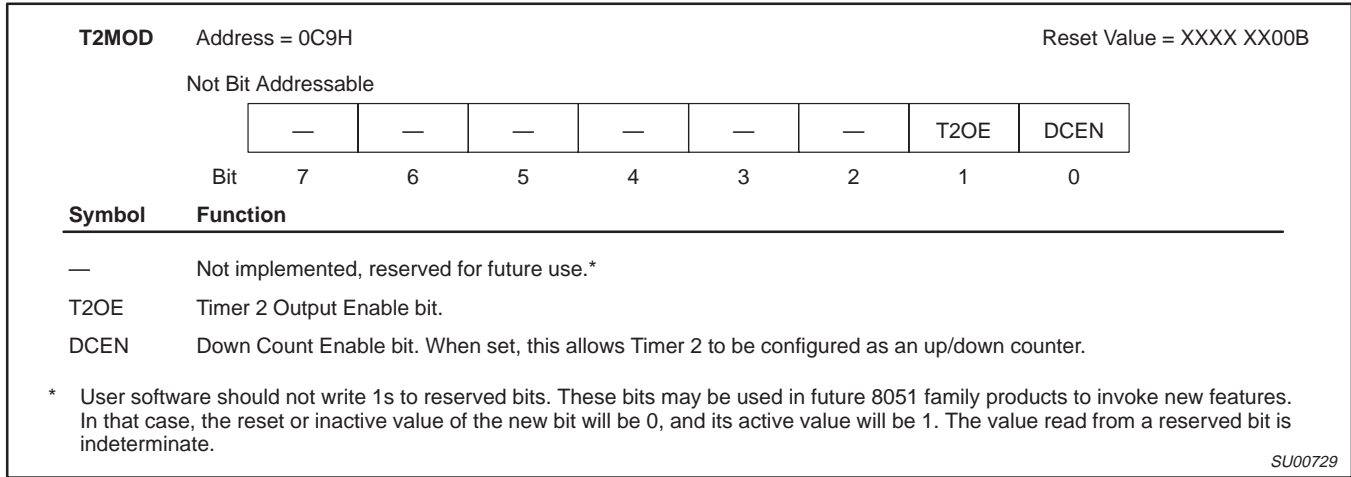 T2MOD Address = 0C9H Reset Value = XXXX XX00B
Not Bit Addressable
— — — — — — T2OE DCEN
Bit 7 6 5 4 3 2 1 0
Symbol Function
— Not implemented, reserved for future use.*
T2OE Timer 2 Output Enable bit.
DCEN Down Count Enable bit. When set, this allows Timer 2 to be configured as an up/down counter.
* User software should not write 1s to reserved bits. These bits may be used in future 8051 family products to invoke new features.
In that case, the reset or inactive value of the new bit will be 0, and its active value will be 1. The value read from a reserved bit is
indeterminate.
SU00729